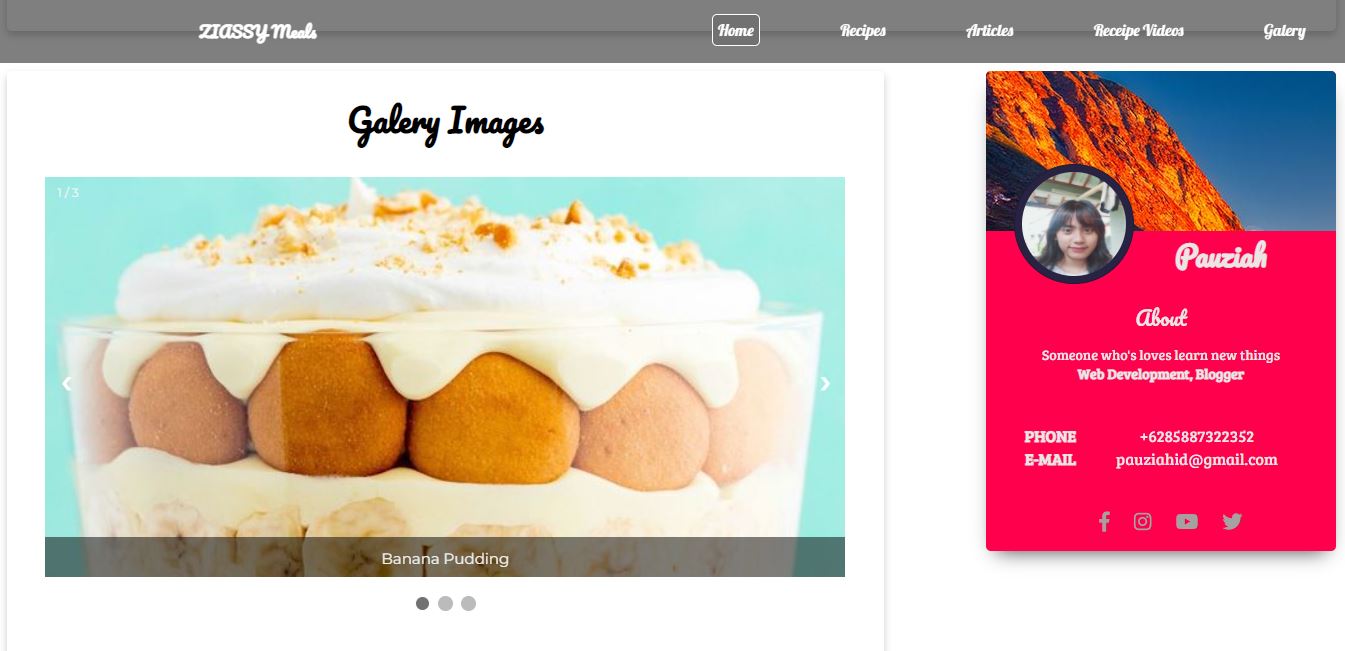 ZIASSY Meals
Home
Recipes
Articles
Receipe Videos
Galery
Galery Images
1 / 3
❮
❯
Banana Pudding
Pauziah
About
Someone who's loves learn new things
Web Development, Blogger
PHONE +6285887322352
E-MAIL pauziahid@gmail.com